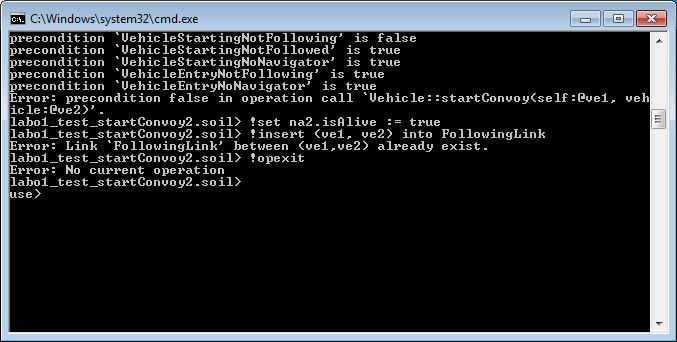 C:\Windows\system32\cmd.exe
precondition `VehicleStartingNotFollowing' is false
precondition `VehicleStartingNotFollowed' is true
precondition `VehicleStartingNoNavigator' is true
precondition `VehicleEntryNotFollowing' is true
precondition `VehicleEntryNoNavigator' is true
Error: precondition false in operation call `Vehicle::startConvoy(self:@ve1, veh
icle:@ve2)'.
labo1_test_startConvoy2.soil> !set na2.isAlive := true
labo1_test_startConvoy2.soil> !insert (ve1, ve2) into FollowingLink
Error: Link `FollowingLink' between (ve1,ve2) already exist.
labo1_test_startConvoy2.soil> !opexit
Error: No current operation
labo1_test_startConvoy2.soil>
use>